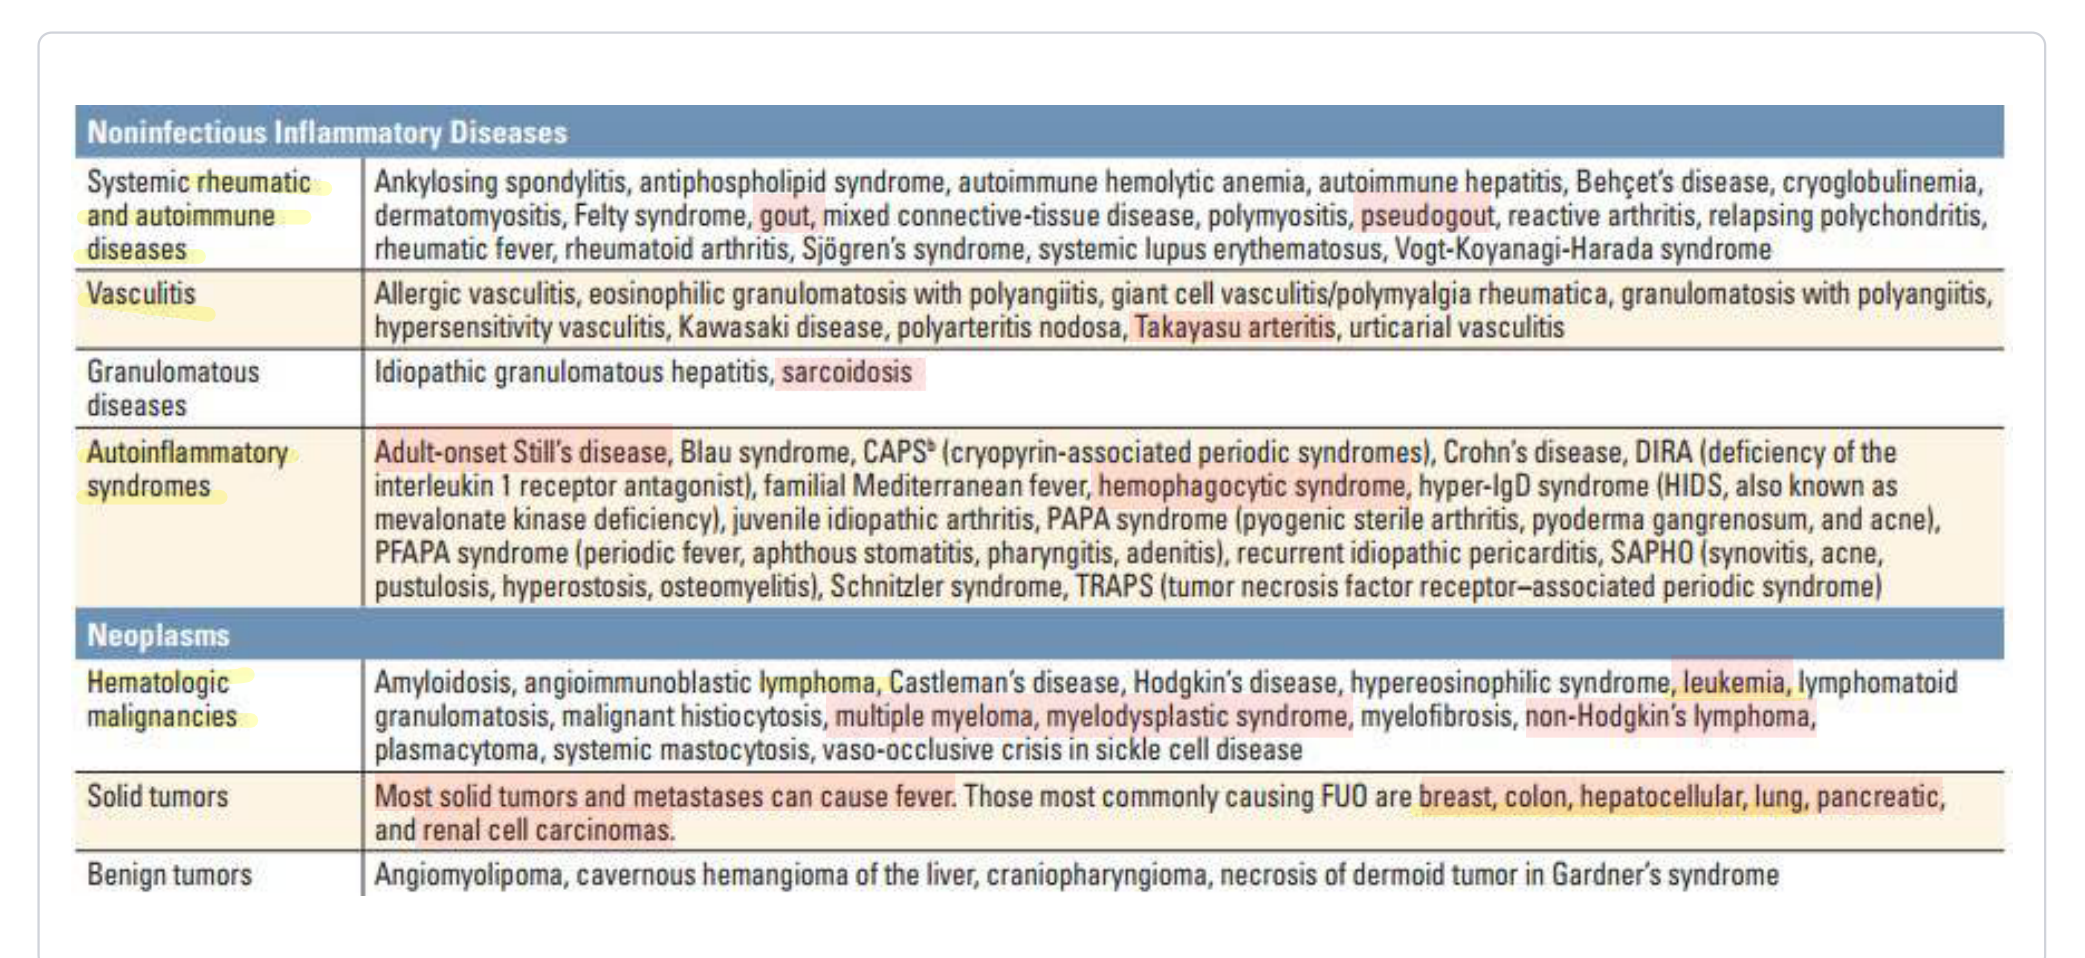 Noninfectious Inflammatory Diseases
Systemic rheumatic
and autoimmune
diseases
Ankylosing spondylitis, antiphospholipid syndrome, autoimmune hemolytic anemia, autoimmune hepatitis, Behçet's disease, cryoglobulinemia,
dermatomyositis, Felty syndrome, gout, mixed connective-tissue disease, polymyositis, pseudogout, reactive arthritis, relapsing polychondritis,
rheumatic fever, rheumatoid arthritis, Sjögren's syndrome, systemic lupus erythematosus, Vogt-Koyanagi-Harada syndrome
Vasculitis
Allergic vasculitis, eosinophilic granulomatosis with polyangiitis, giant cell vasculitis/polymyalgia rheumatica, granulomatosis with polyangiitis,
hypersensitivity vasculitis, Kawasaki disease, polyarteritis nodosa, Takayasu arteritis, urticarial vasculitis
Granulomatous
diseases
Idiopathic granulomatous hepatitis, sarcoidosis
Autoinflammatory
syndromes
Adult-onset Still's disease, Blau syndrome, CAPSᵇ (cryopyrin-associated periodic syndromes), Crohn's disease, DIRA (deficiency of the
interleukin 1 receptor antagonist), familial Mediterranean fever, hemophagocytic syndrome, hyper-IgD syndrome (HIDS, also known as
mevalonate kinase deficiency), juvenile idiopathic arthritis, PAPA syndrome (pyogenic sterile arthritis, pyoderma gangrenosum, and acne),
PFAPA syndrome (periodic fever, aphthous stomatitis, pharyngitis, adenitis), recurrent idiopathic pericarditis, SAPHO (synovitis, acne,
pustulosis, hyperostosis, osteomyelitis), Schnitzler syndrome, TRAPS (tumor necrosis factor receptor–associated periodic syndrome)
Neoplasms
Hematologic
malignancies
Amyloidosis, angioimmunoblastic lymphoma, Castleman's disease, Hodgkin's disease, hypereosinophilic syndrome, leukemia, lymphomatoid
granulomatosis, malignant histiocytosis, multiple myeloma, myelodysplastic syndrome, myelofibrosis, non-Hodgkin's lymphoma,
plasmacytoma, systemic mastocytosis, vaso-occlusive crisis in sickle cell disease
Solid tumors
Most solid tumors and metastases can cause fever. Those most commonly causing FUO are breast, colon, hepatocellular, lung, pancreatic,
and renal cell carcinomas.
Benign tumors
Angiomyolipoma, cavernous hemangioma of the liver, craniopharyngioma, necrosis of dermoid tumor in Gardner's syndrome